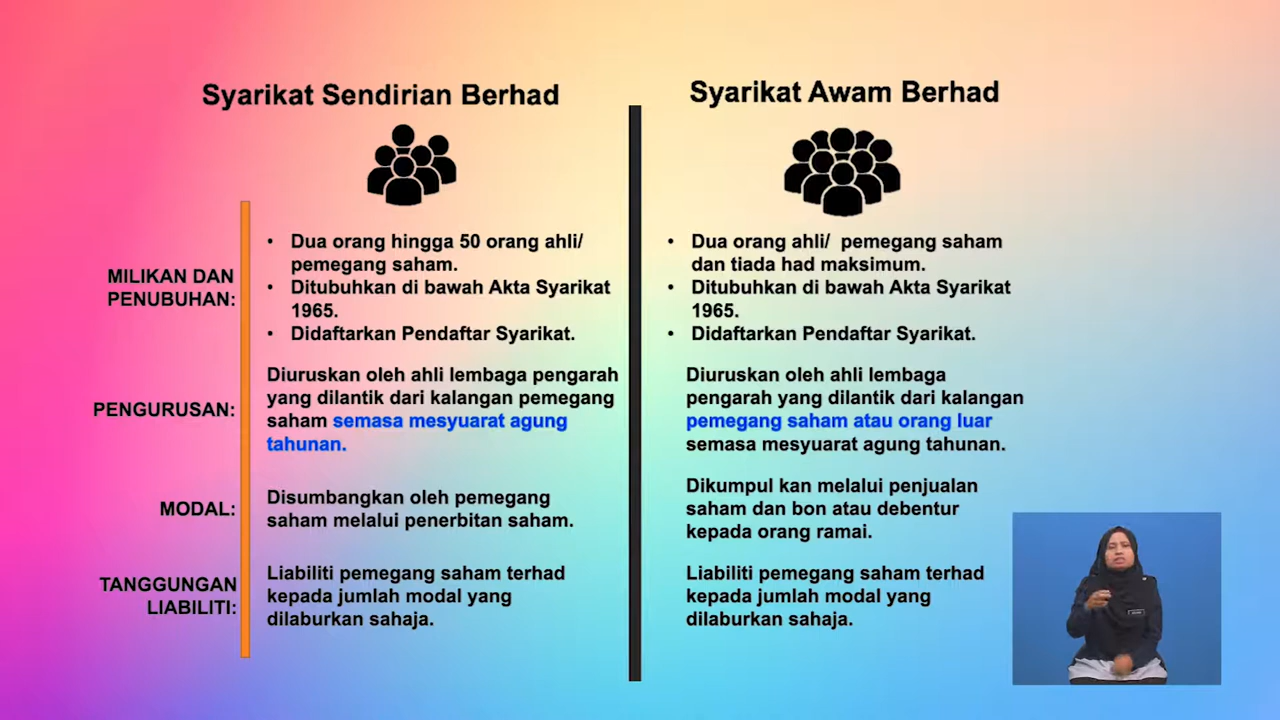 Syarikat Sendirian Berhad
Syarikat Awam Berhad
MILIKAN DAN
PENUBUHAN:
• Dua orang hingga 50 orang ahli/
pemegang saham.
• Ditubuhkan di bawah Akta Syarikat
1965.
• Didaftarkan Pendaftar Syarikat.
• Dua orang ahli/  pemegang saham
dan tiada had maksimum.
• Ditubuhkan di bawah Akta Syarikat
1965.
• Didaftarkan Pendaftar Syarikat.
PENGURUSAN:
Diuruskan oleh ahli lembaga pengarah
yang dilantik dari kalangan pemegang
saham semasa mesyuarat agung
tahunan.
Diuruskan oleh ahli lembaga
pengarah yang dilantik dari kalangan
pemegang saham atau orang luar
semasa mesyuarat agung tahunan.
MODAL:
Disumbangkan oleh pemegang
saham melalui penerbitan saham.
Dikumpul kan melalui penjualan
saham dan bon atau debentur
kepada orang ramai.
TANGGUNGAN
LIABILITI:
Liabiliti pemegang saham terhad
kepada jumlah modal yang
dilaburkan sahaja.
Liabiliti pemegang saham terhad
kepada jumlah modal yang
dilaburkan sahaja.